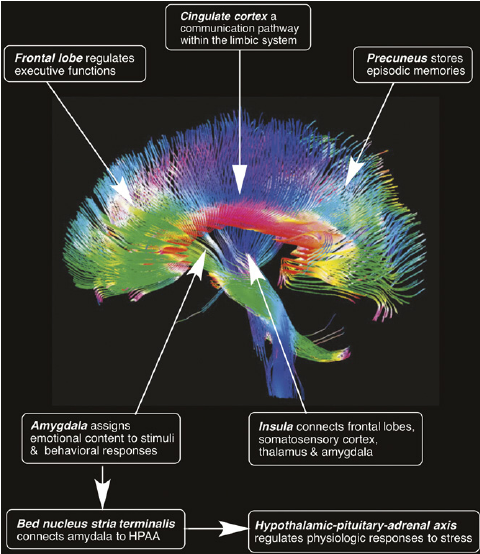 Cingulate cortex a
communication pathway
within the limbic system
Frontal lobe regulates
executive functions
Precuneus stores
episodic memories
Amygdala assigns
emotional content to stimuli
& behavioral responses
Insula connects frontal lobes,
somatosensory cortex,
thalamus & amygdala
Bed nucleus stria terminalis
connects amydala to HPAA
Hypothalamic-pituitary-adrenal axis
regulates physiologic responses to stress